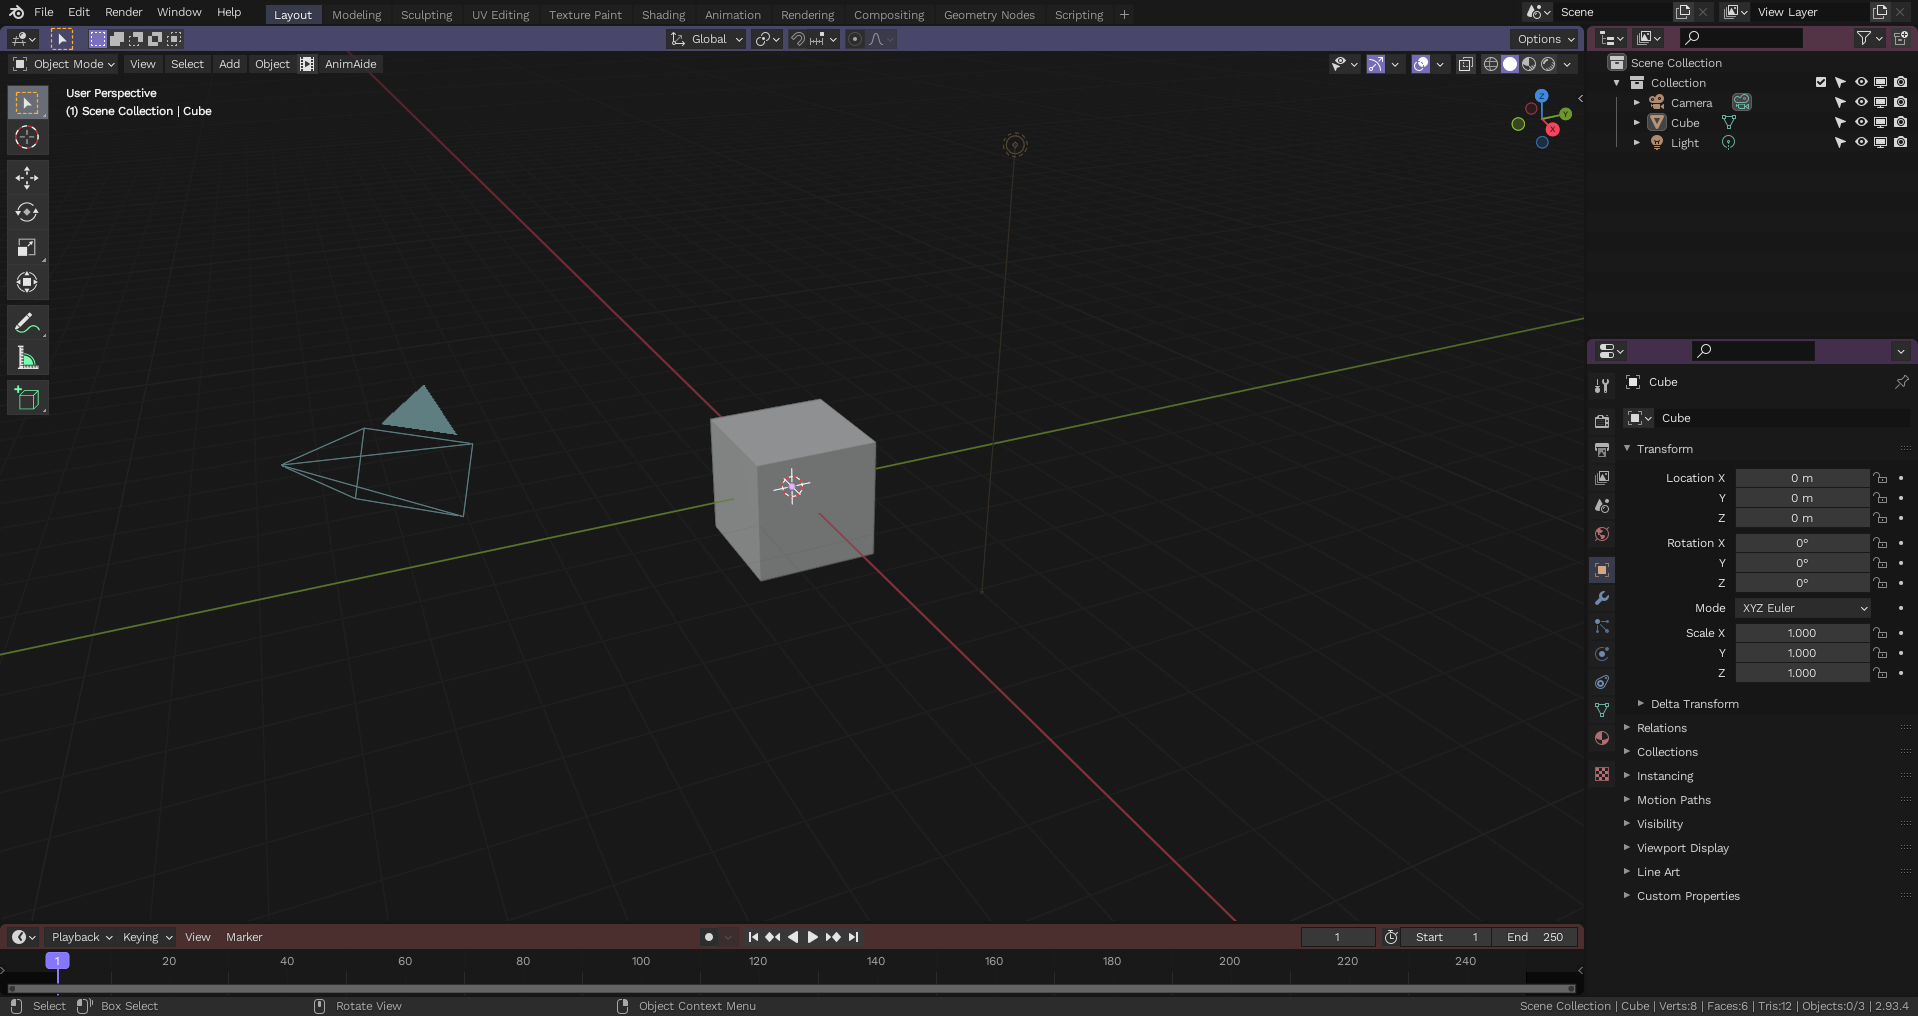 File Edit Render Window Help Layout Modeling Sculpting UV Editing Texture Paint Shading Animation Rendering Compositing Geometry Nodes Scripting + Scene View Layer
Global Options
Object Mode View Select Add Object AnimAide
User Perspective
(1) Scene Collection | Cube
Z
Y
X
Scene Collection
Collection
Camera
Cube
Light
Cube
Cube
Transform
Location X 0 m
Y 0 m
Z 0 m
Rotation X 0°
Y 0°
Z 0°
Mode XYZ Euler
Scale X 1.000
Y 1.000
Z 1.000
Delta Transform
Relations
Collections
Instancing
Motion Paths
Visibility
Viewport Display
Line Art
Custom Properties
Playback Keying View Marker 1 Start 1 End 250
1 20 40 60 80 100 120 140 160 180 200 220 240
Select Box Select Rotate View Object Context Menu Scene Collection | Cube | Verts:8 | Faces:6 | Tris:12 | Objects:0/3 | 2.93.4